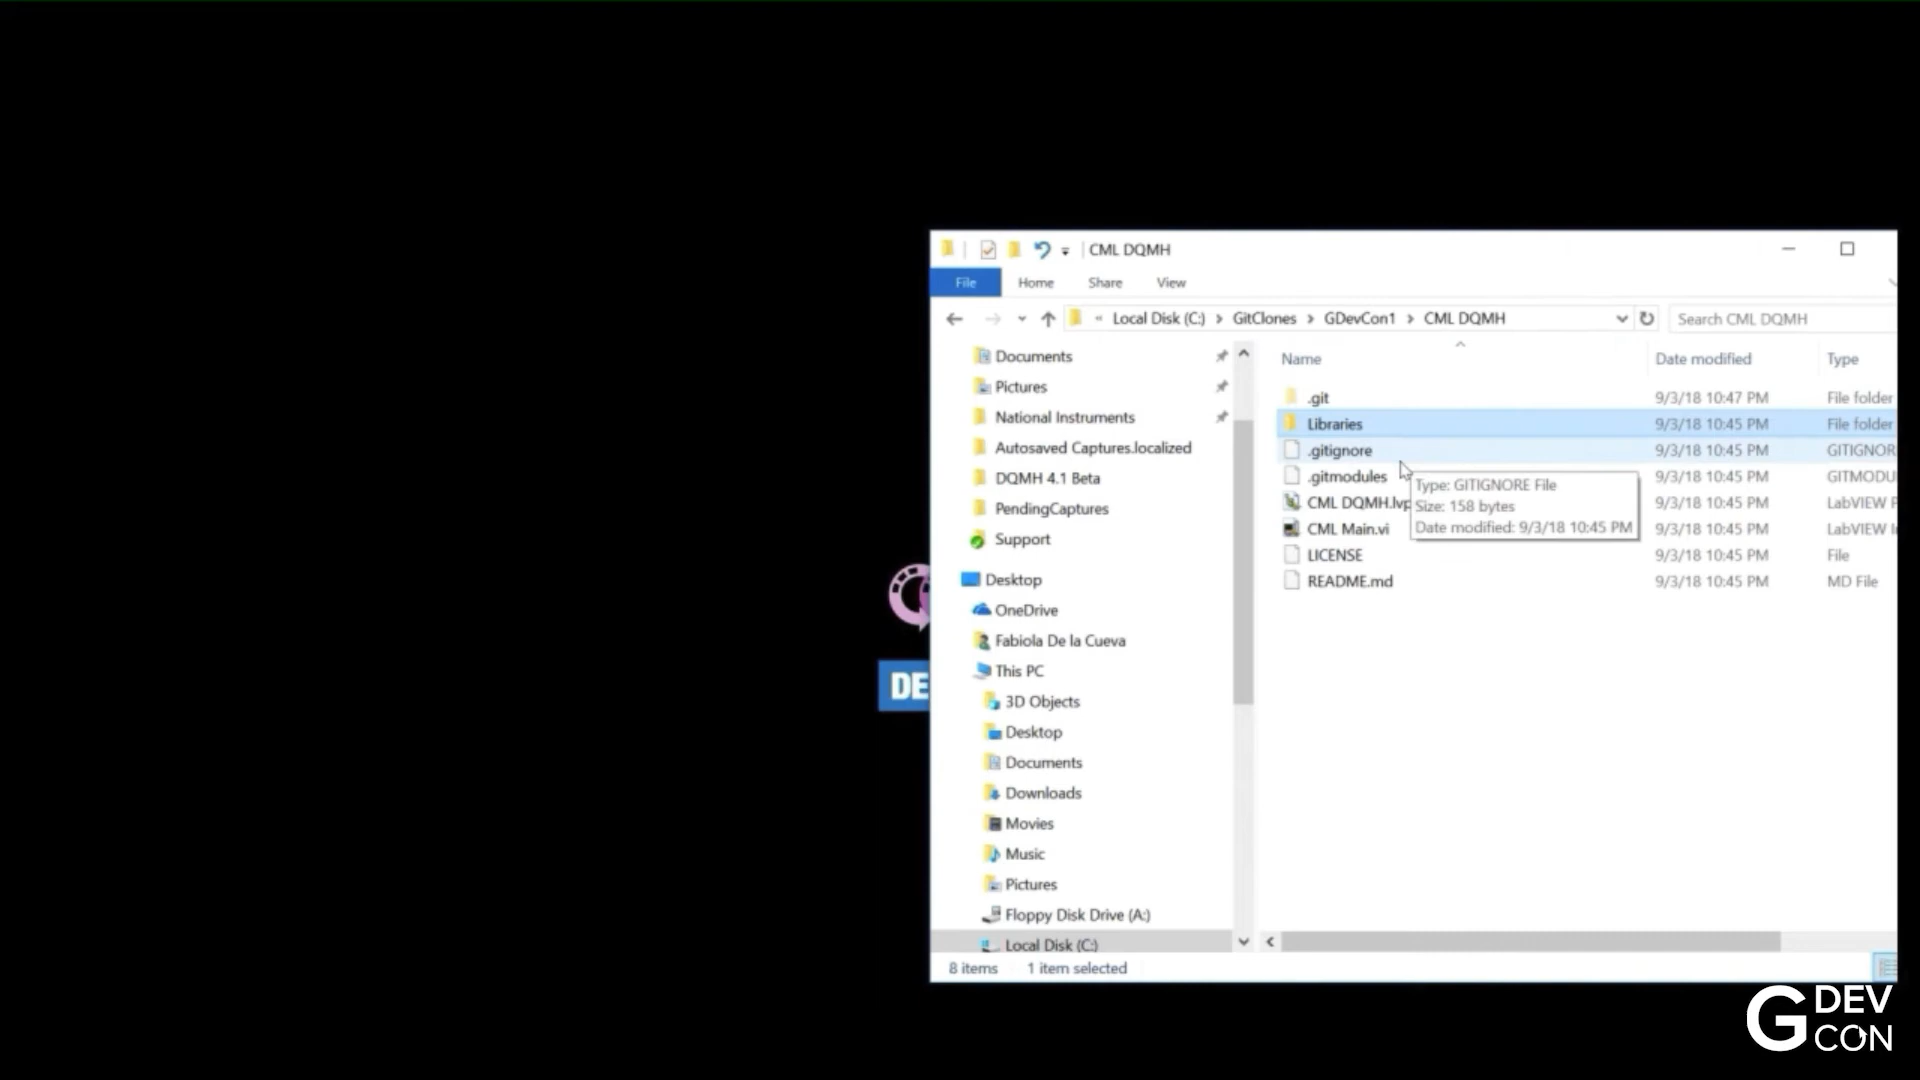 CML DQMH
File Home Share View
« Local Disk (C:) > GitClones > GDevCon1 > CML DQMH
Search CML DQMH
Documents
Pictures
National Instruments
Autosaved Captures.localized
DQMH 4.1 Beta
PendingCaptures
Support
Desktop
OneDrive
Fabiola De la Cueva
This PC
3D Objects
Desktop
Documents
Downloads
Movies
Music
Pictures
Floppy Disk Drive (A:)
Local Disk (C:)
Name Date modified Type
.git 9/3/18 10:47 PM File folder
Libraries 9/3/18 10:45 PM File folder
.gitignore 9/3/18 10:45 PM GITIGNOR
.gitmodules 9/3/18 10:45 PM GITMODU
CML DQMH.lvp 9/3/18 10:45 PM LabVIEW P
CML Main.vi 9/3/18 10:45 PM LabVIEW I
LICENSE 9/3/18 10:45 PM File
README.md 9/3/18 10:45 PM MD File
Type: GITIGNORE File
Size: 158 bytes
Date modified: 9/3/18 10:45 PM
8 items 1 item selected
DE
G DEV
CON